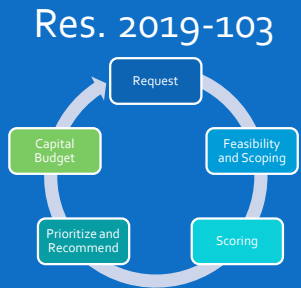 Res. 2019-103
Request
Feasibility
and Scoping
Scoring
Prioritize and
Recommend
Capital
Budget